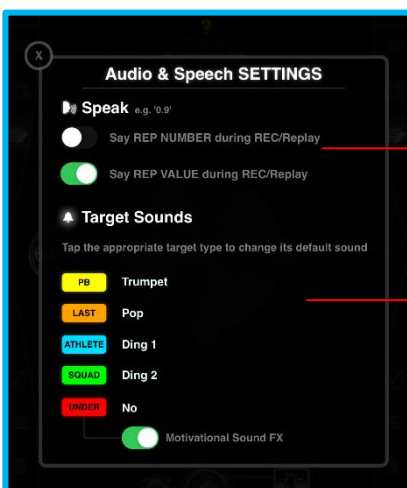 ?
X
Audio & Speech SETTINGS
Speak e.g. '0.9'
Say REP NUMBER during REC/Replay
Say REP VALUE during REC/Replay
Target Sounds
Tap the appropriate target type to change its default sound
PB Trumpet
LAST Pop
ATHLETE Ding 1
SQUAD Ding 2
UNDER No
Motivational Sound FX